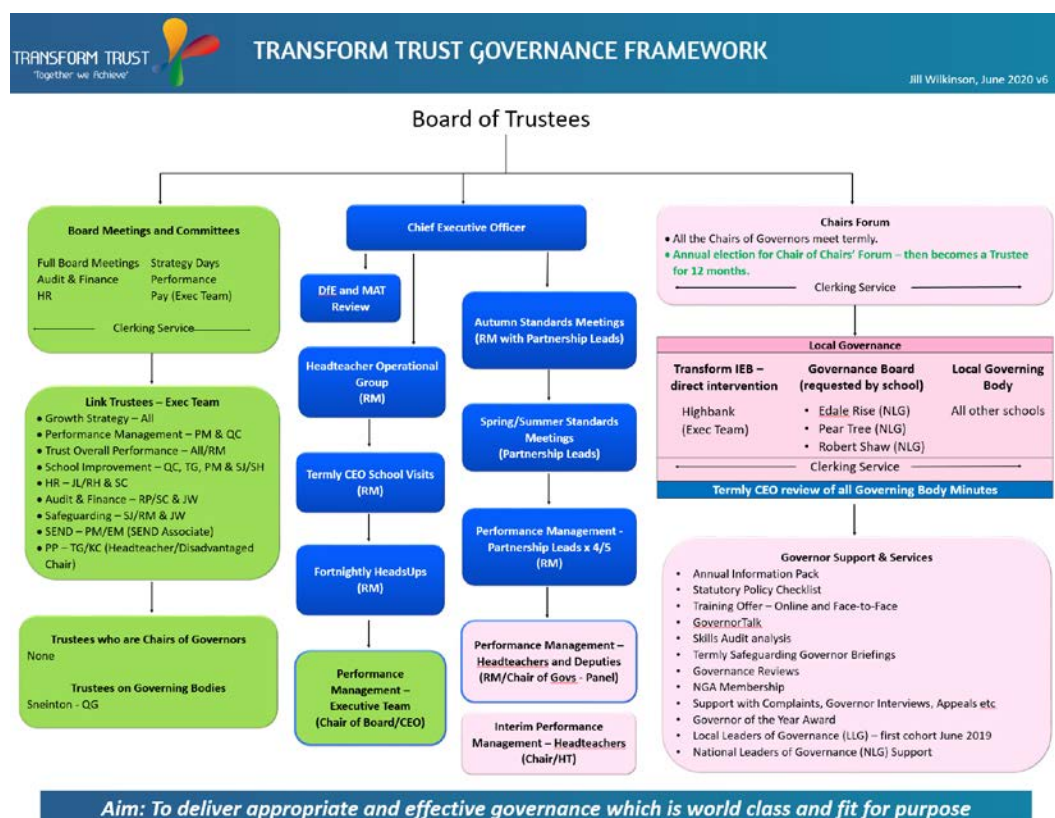 TRANSFORM TRUST
'Together we Achieve'
TRANSFORM TRUST GOVERNANCE FRAMEWORK
Jill Wilkinson, June 2020 v6
Board of Trustees
Board Meetings and Committees
Full Board Meetings Strategy Days
Audit & Finance Performance
HR Pay (Exec Team)
Clerking Service
Link Trustees – Exec Team
• Growth Strategy – All
• Performance Management – PM & QC
• Trust Overall Performance – All/RM
• School Improvement – QC, TG, PM & SJ/SH
• HR – JL/RH & SC
• Audit & Finance – RP/SC & JW
• Safeguarding – SJ/RM & JW
• SEND – PM/EM (SEND Associate)
• PP – TG/KC (Headteacher/Disadvantaged
Chair)
Trustees who are Chairs of Governors
None
Trustees on Governing Bodies
Sneinton - QG
Chief Executive Officer
DfE and MAT
Review
Headteacher Operational
Group
(RM)
Termly CEO School Visits
(RM)
Fortnightly HeadsUps
(RM)
Performance
Management –
Executive Team
(Chair of Board/CEO)
Autumn Standards Meetings
(RM with Partnership Leads)
Spring/Summer Standards
Meetings
(Partnership Leads)
Performance Management -
Partnership Leads x 4/5
(RM)
Performance Management –
Headteachers and Deputies
(RM/Chair of Govs - Panel)
Interim Performance
Management – Headteachers
(Chair/HT)
Chairs Forum
• All the Chairs of Governors meet termly.
• Annual election for Chair of Chairs' Forum – then becomes a Trustee
for 12 months.
Clerking Service
Local Governance
Transform IEB –
direct intervention
Highbank
(Exec Team)
Governance Board
(requested by school)
• Edale Rise (NLG)
• Pear Tree (NLG)
• Robert Shaw (NLG)
Local Governing
Body
All other schools
Clerking Service
Termly CEO review of all Governing Body Minutes
Governor Support & Services
• Annual Information Pack
• Statutory Policy Checklist
• Training Offer – Online and Face-to-Face
• GovernorTalk
• Skills Audit analysis
• Termly Safeguarding Governor Briefings
• Governance Reviews
• NGA Membership
• Support with Complaints, Governor Interviews, Appeals etc
• Governor of the Year Award
• Local Leaders of Governance (LLG) – first cohort June 2019
• National Leaders of Governance (NLG) Support
Aim: To deliver appropriate and effective governance which is world class and fit for purpose